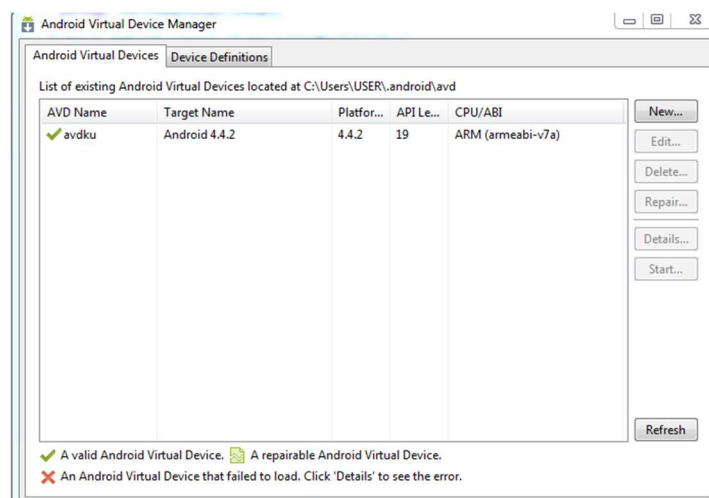 Android Virtual Device Manager
Android Virtual Devices Device Definitions
List of existing Android Virtual Devices located at C:\Users\USER\.android\avd
AVD Name Target Name Platfor... API Le... CPU/ABI New...
avdku Android 4.4.2 4.4.2 19 ARM (armeabi-v7a) Edit...
Delete...
Repair...
Details...
Start...
Refresh
A valid Android Virtual Device. A repairable Android Virtual Device.
An Android Virtual Device that failed to load. Click 'Details' to see the error.